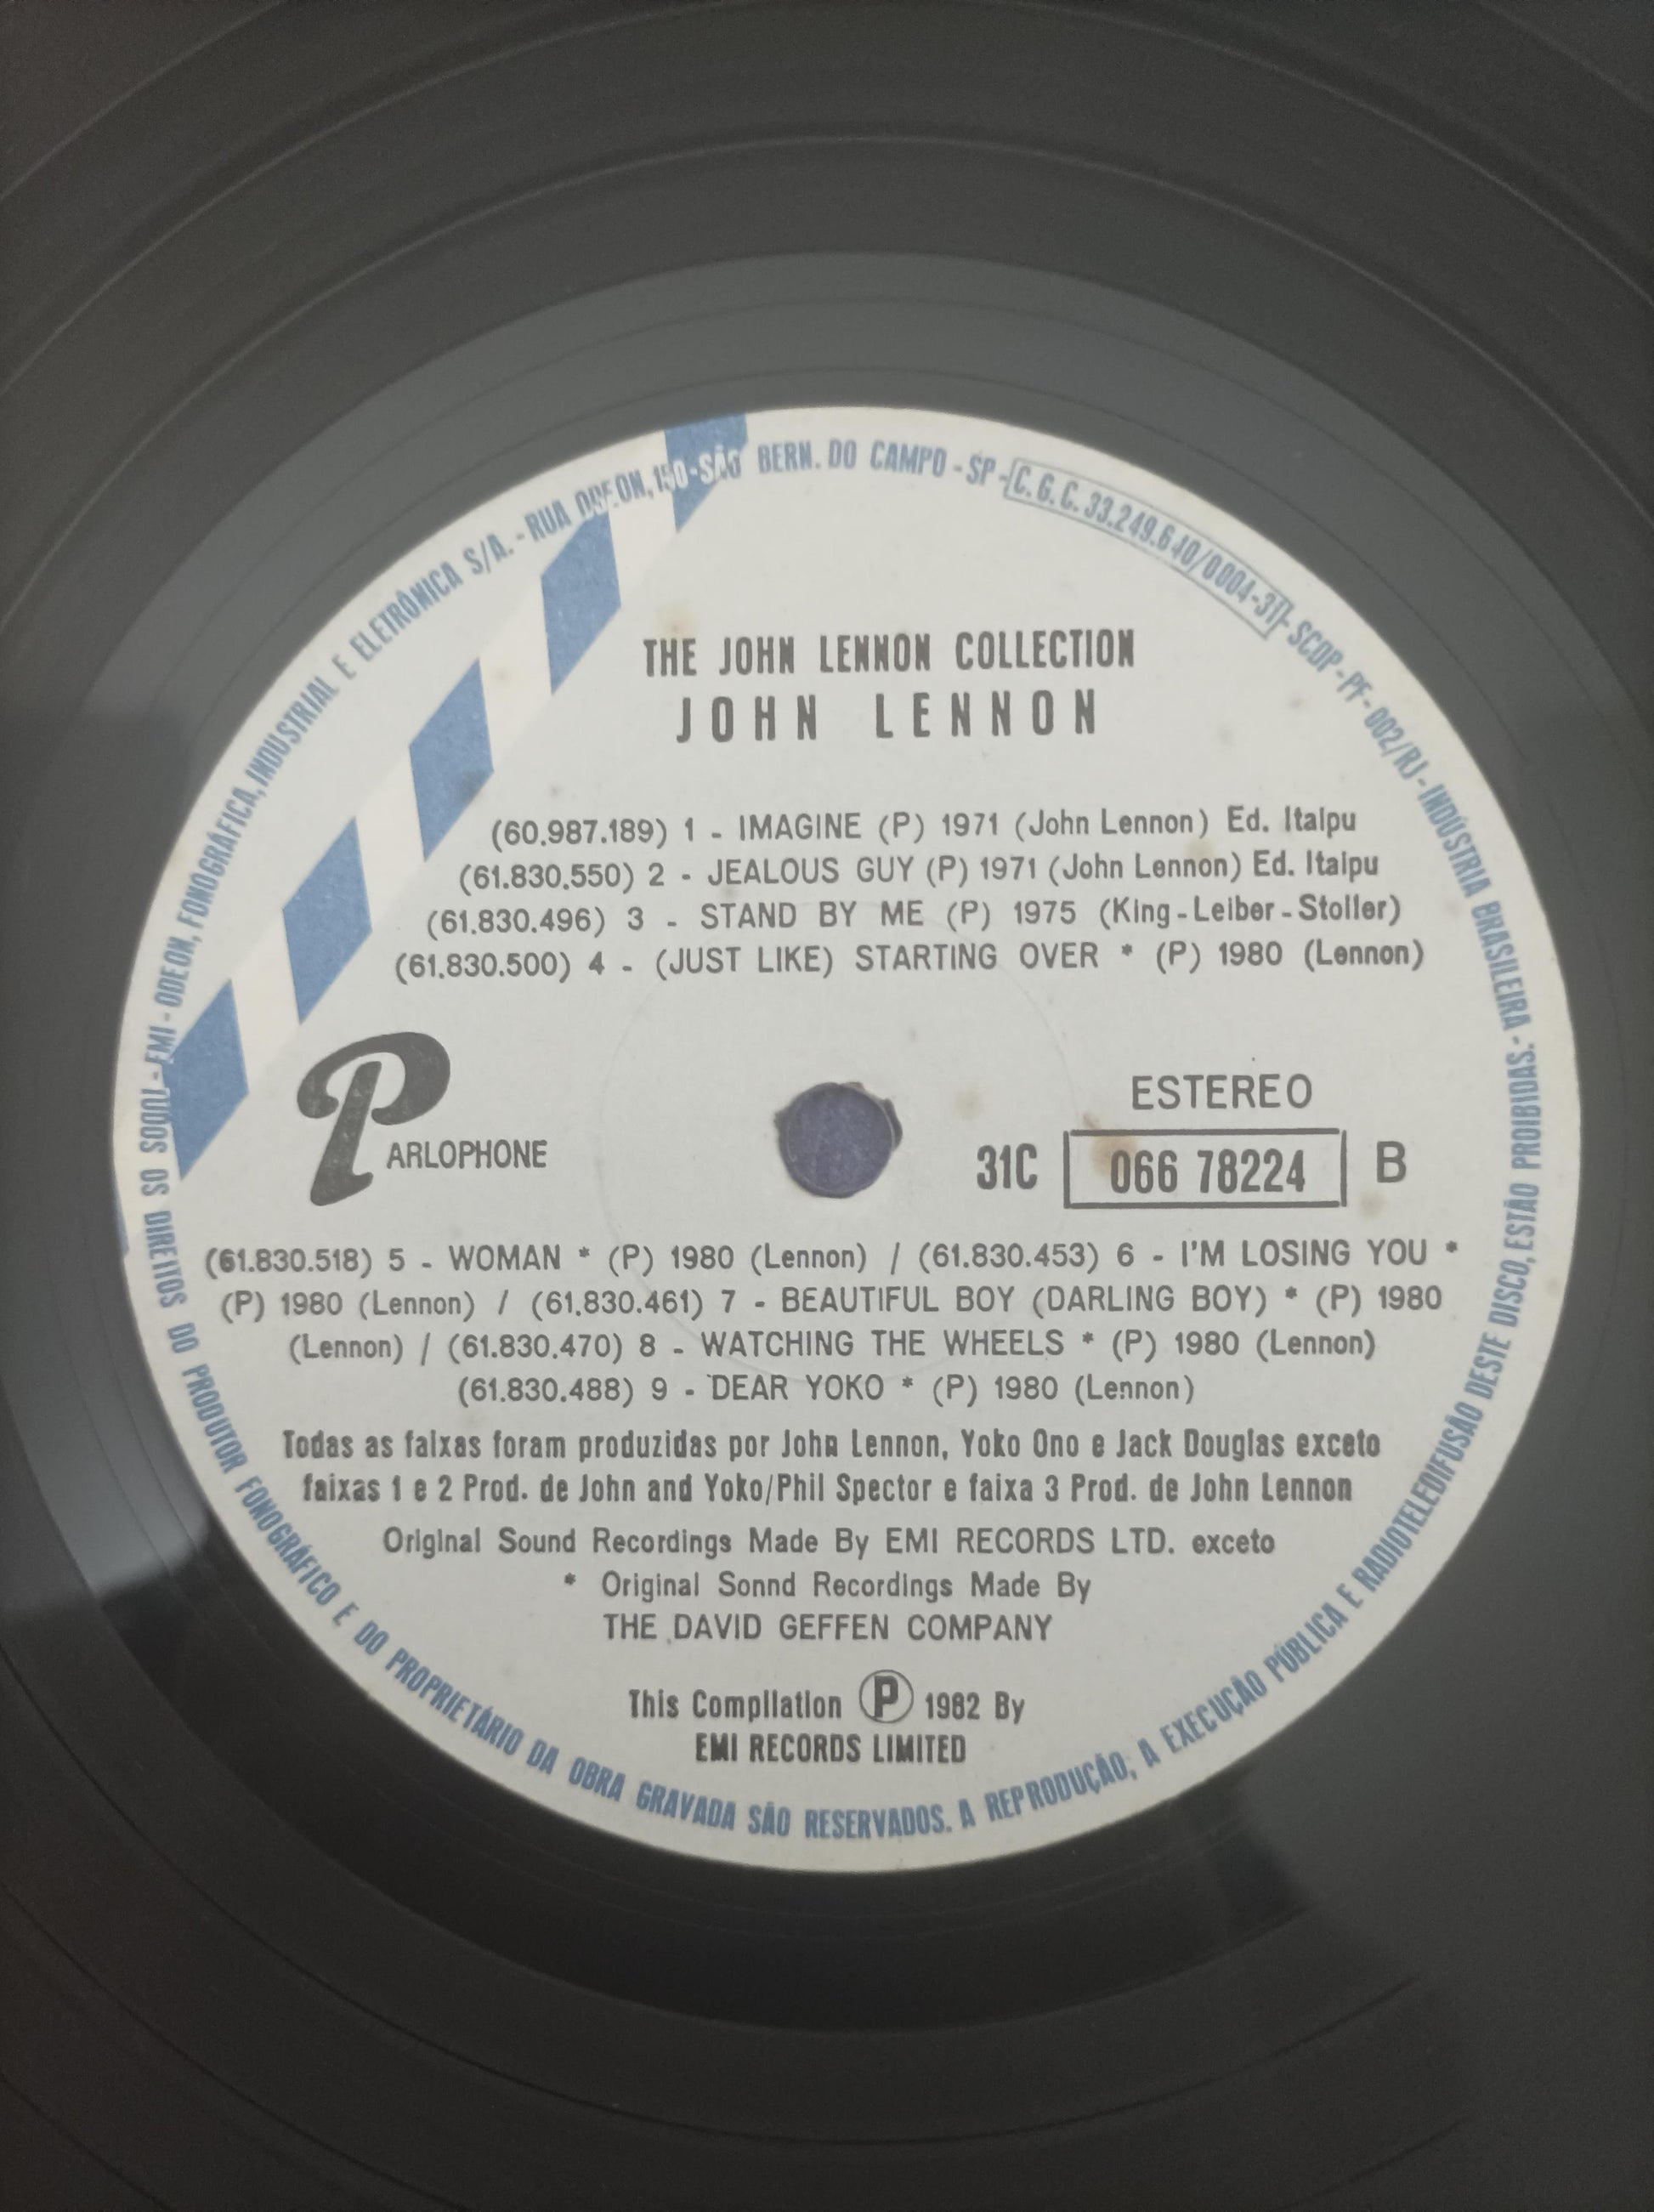 THE JOHN LENNON COLLECTION
JOHN LENNON
(60.987.189) 1 - IMAGINE (P) 1971 (John Lennon) Ed. Itaipu
(61.830.550) 2 - JEALOUS GUY (P) 1971 (John Lennon) Ed. Itaipu
(61.830.496) 3 - STAND BY ME (P) 1975 (King-Leiber-Stoller)
(61.830.500) 4 - (JUST LIKE) STARTING OVER * (P) 1980 (Lennon)
PARLOPHONE
ESTEREO
31C 066 78224 B
(61.830.518) 5 - WOMAN * (P) 1980 (Lennon) / (61.830.453) 6 - I'M LOSING YOU *
(P) 1980 (Lennon) / (61.830.461) 7 - BEAUTIFUL BOY (DARLING BOY) * (P) 1980
(Lennon) / (61.830.470) 8 - WATCHING THE WHEELS * (P) 1980 (Lennon)
(61.830.488) 9 - DEAR YOKO * (P) 1980 (Lennon)
Todas as faixas foram produzidas por John Lennon, Yoko Ono e Jack Douglas exceto
faixas 1 e 2 Prod. de John and Yoko/Phil Spector e faixa 3 Prod. de John Lennon
Original Sound Recordings Made By EMI RECORDS LTD. exceto
* Original Sonnd Recordings Made By
THE DAVID GEFFEN COMPANY
This Compilation Ⓟ 1982 By
EMI RECORDS LIMITED
EMI - ODEON, FONOGRÁFICA, INDUSTRIAL E ELETRÔNICA S/A. - RUA ODEON, 150 - SÃO BERN. DO CAMPO - SP - C.G.C. 33.249.640/0004-31 - SCDP - PF - 002/RJ - INDÚSTRIA BRASILEIRA - TODOS OS DIREITOS DO PRODUTOR FONOGRÁFICO E DO PROPRIETÁRIO DA OBRA GRAVADA SÃO RESERVADOS. A REPRODUÇÃO, A EXECUÇÃO PÚBLICA E RADIOTELEDIFUSÃO DESTE DISCO, ESTÃO PROIBIDAS.